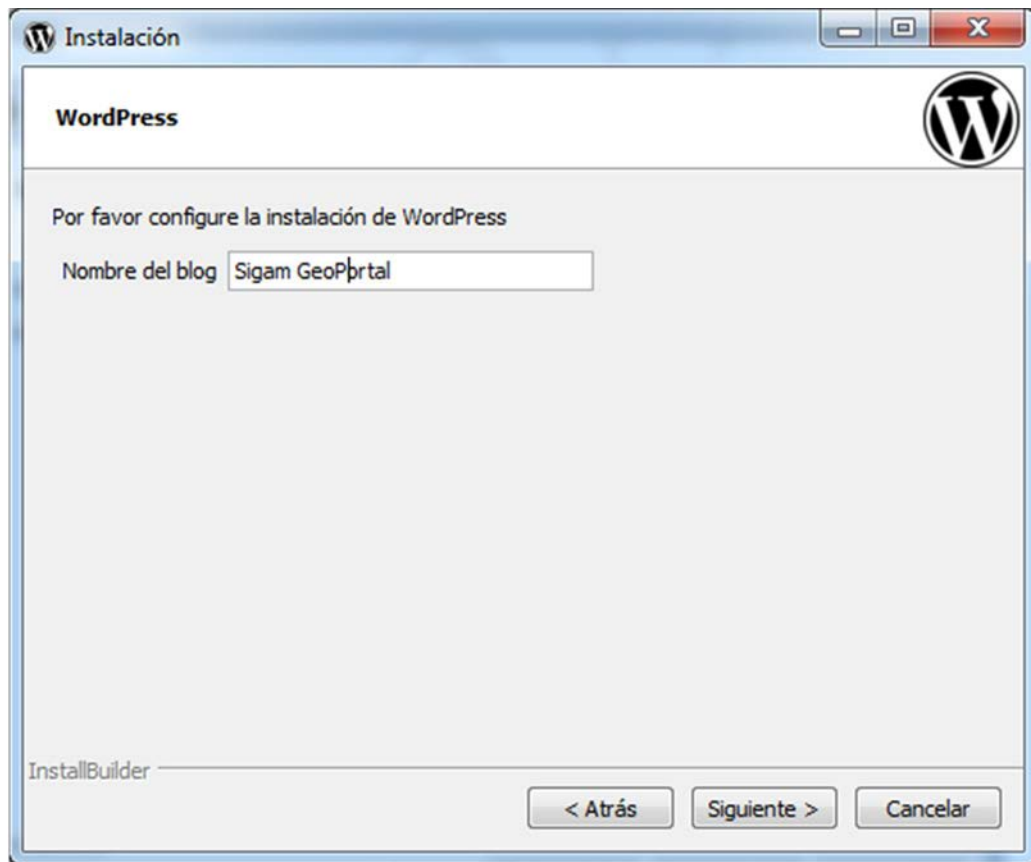 Instalación
WordPress
Por favor configure la instalación de WordPress
Nombre del blog Sigam GeoPortal
InstallBuilder
< Atrás Siguiente > Cancelar